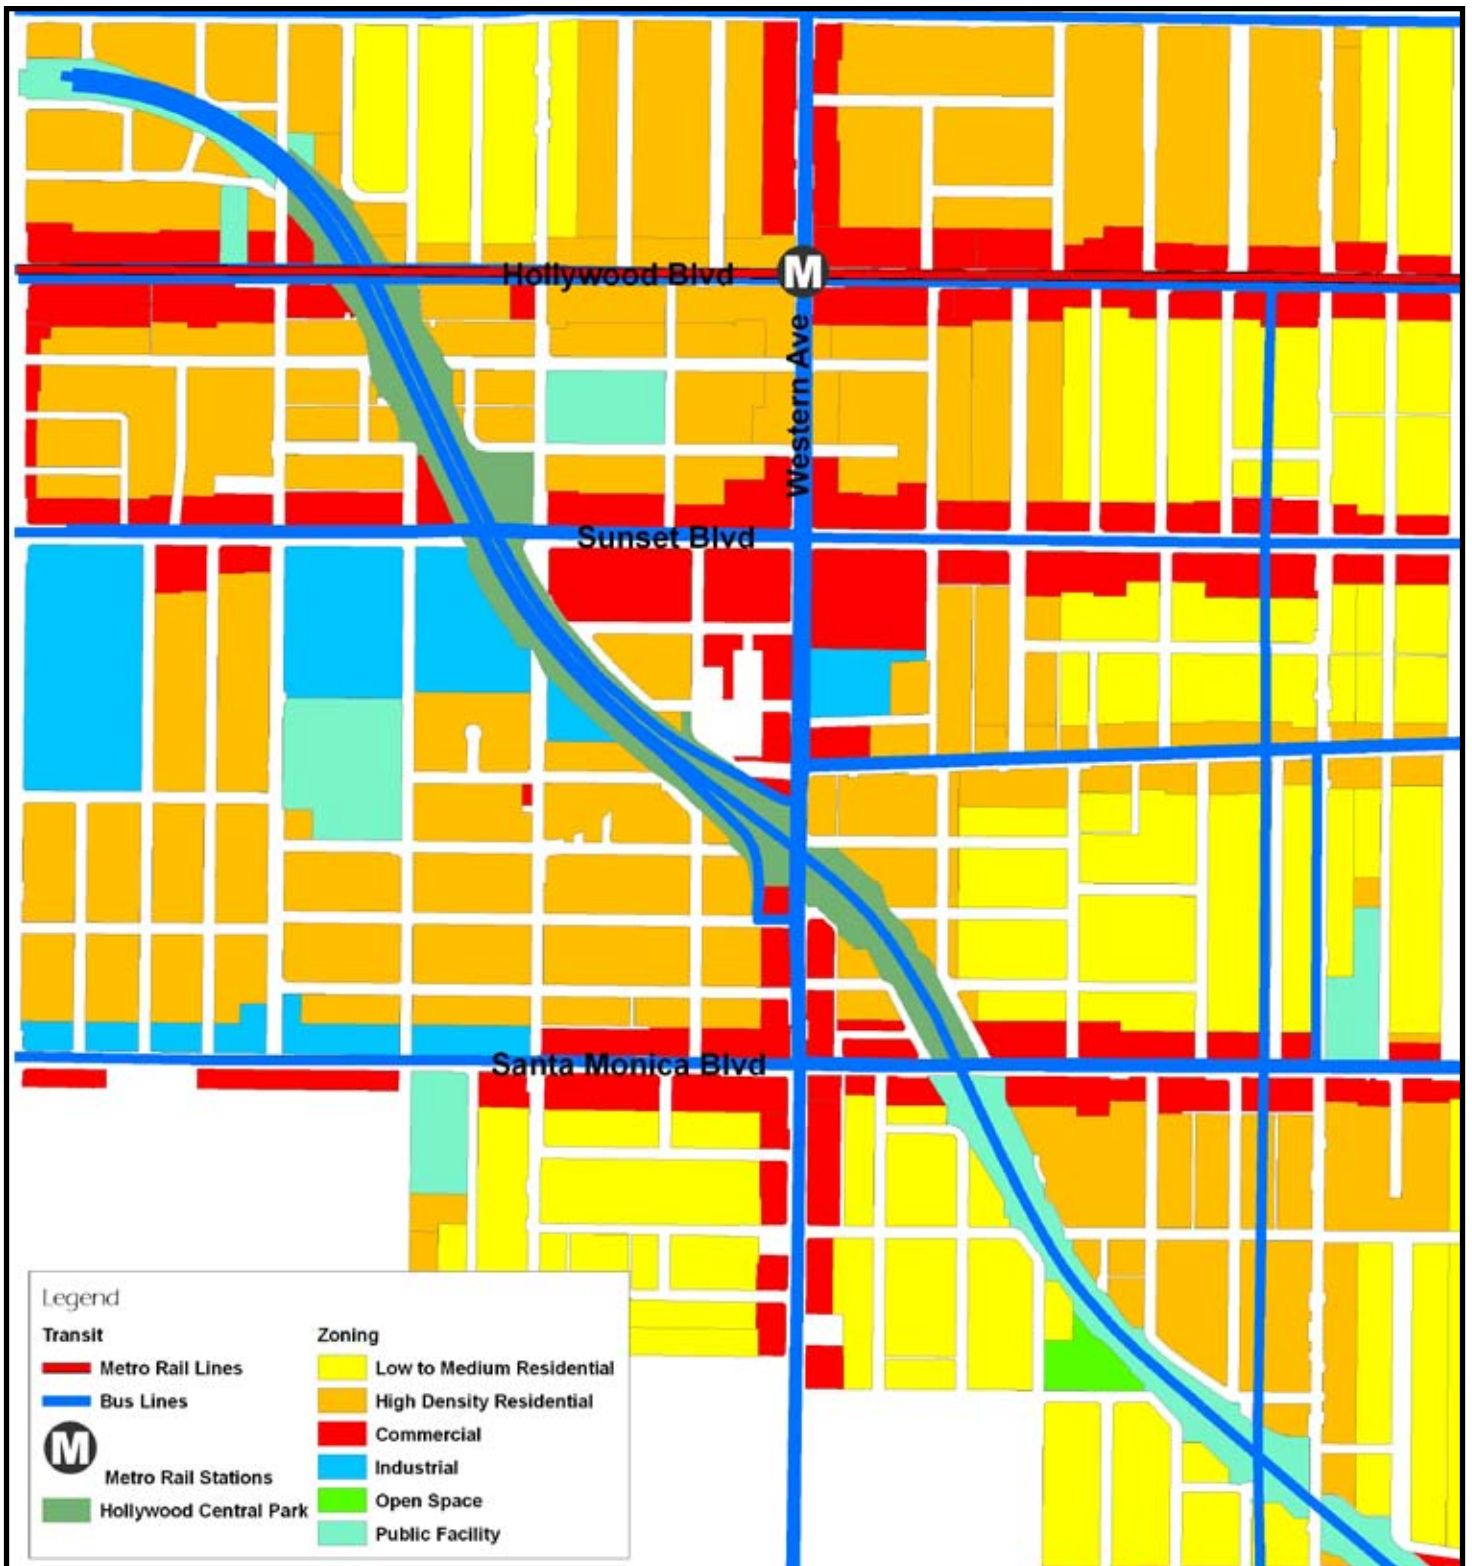 Hollywood Blvd
M
Western Ave
Sunset Blvd
Santa Monica Blvd
Legend
Transit
Metro Rail Lines
Bus Lines
M
Metro Rail Stations
Hollywood Central Park
Zoning
Low to Medium Residential
High Density Residential
Commercial
Industrial
Open Space
Public Facility